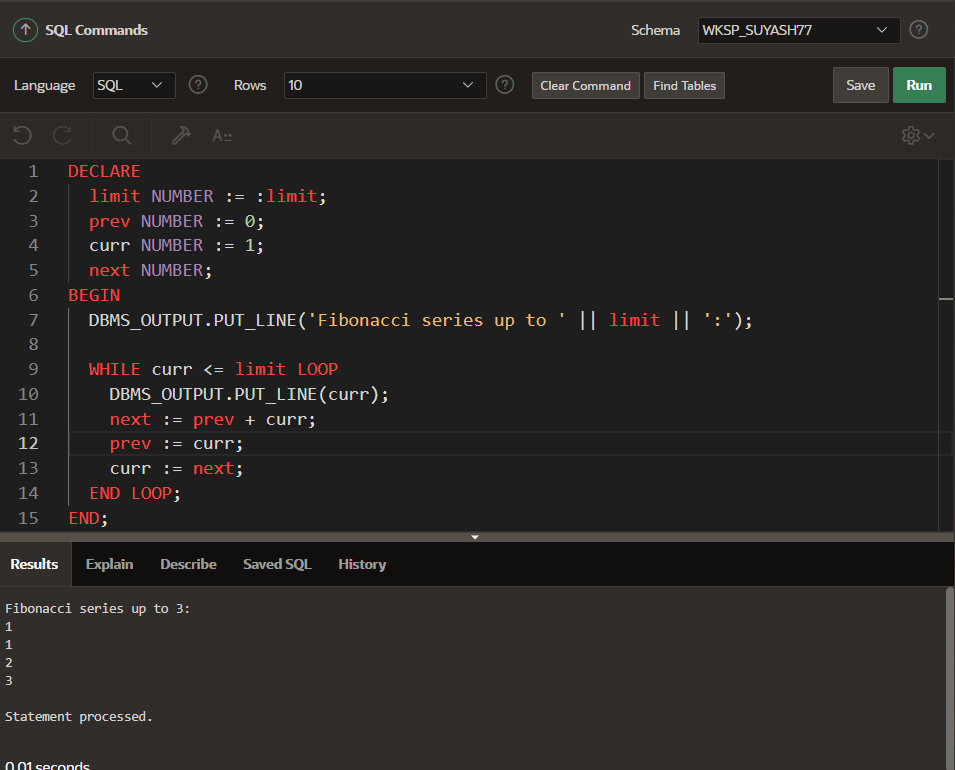 SQL Commands Schema WKSP_SUYASH77 ?
Language SQL ? Rows 10 ? Clear Command Find Tables Save Run
A::
1 DECLARE
2   limit NUMBER := :limit;
3   prev NUMBER := 0;
4   curr NUMBER := 1;
5   next NUMBER;
6 BEGIN
7   DBMS_OUTPUT.PUT_LINE('Fibonacci series up to ' || limit || ':');
8
9   WHILE curr <= limit LOOP
10     DBMS_OUTPUT.PUT_LINE(curr);
11     next := prev + curr;
12     prev := curr;
13     curr := next;
14   END LOOP;
15 END;
Results Explain Describe Saved SQL History
Fibonacci series up to 3:
1
1
2
3
Statement processed.
0.01 seconds